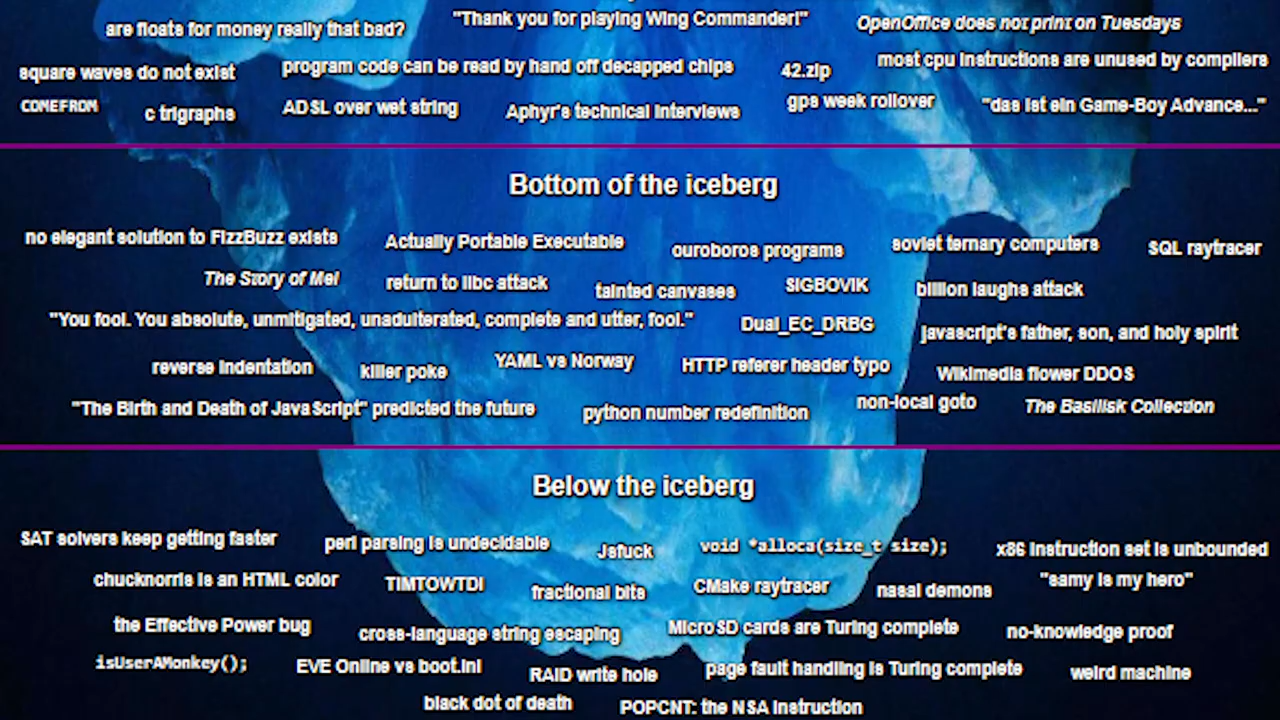 are floats for money really that bad?
"Thank you for playing Wing Commander!"
OpenOffice does not print on Tuesdays
square waves do not exist
program code can be read by hand off decapped chips
42.zip
most cpu instructions are unused by compilers
COMEFROM
c trigraphs
ADSL over wet string
Aphyr's technical interviews
gps week rollover
"das ist ein Game-Boy Advance..."
Bottom of the iceberg
no elegant solution to FizzBuzz exists
Actually Portable Executable
ouroboros programs
soviet ternary computers
SQL raytracer
The Story of Mel
return to libc attack
tainted canvases
SIGBOVIK
billion laughs attack
"You fool. You absolute, unmitigated, unadulterated, complete and utter, fool."
Dual_EC_DRBG
javascript's father, son, and holy spirit
reverse indentation
killer poke
YAML vs Norway
HTTP referer header typo
Wikimedia flower DDOS
"The Birth and Death of JavaScript" predicted the future
python number redefinition
non-local goto
The Basilisk Collection
Below the iceberg
SAT solvers keep getting faster
perl parsing is undecidable
Jsfuck
void *alloca(size_t size);
x86 instruction set is unbounded
chucknorris is an HTML color
TIMTOWTDI
fractional bits
CMake raytracer
nasal demons
"samy is my hero"
the Effective Power bug
cross-language string escaping
MicroSD cards are Turing complete
no-knowledge proof
isUserAMonkey();
EVE Online vs boot.ini
RAID write hole
page fault handling is Turing complete
weird machine
black dot of death
POPCNT: the NSA instruction